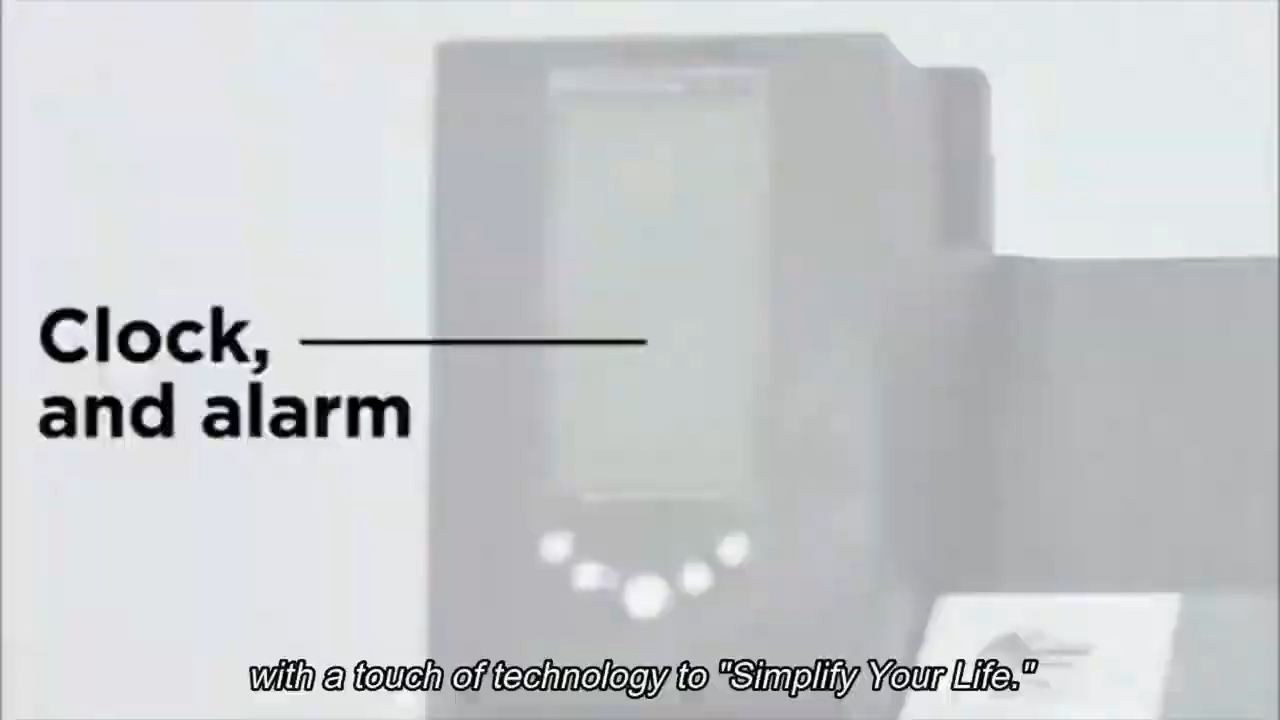 Clock,
and alarm
with a touch of technology to "Simplify Your Life."